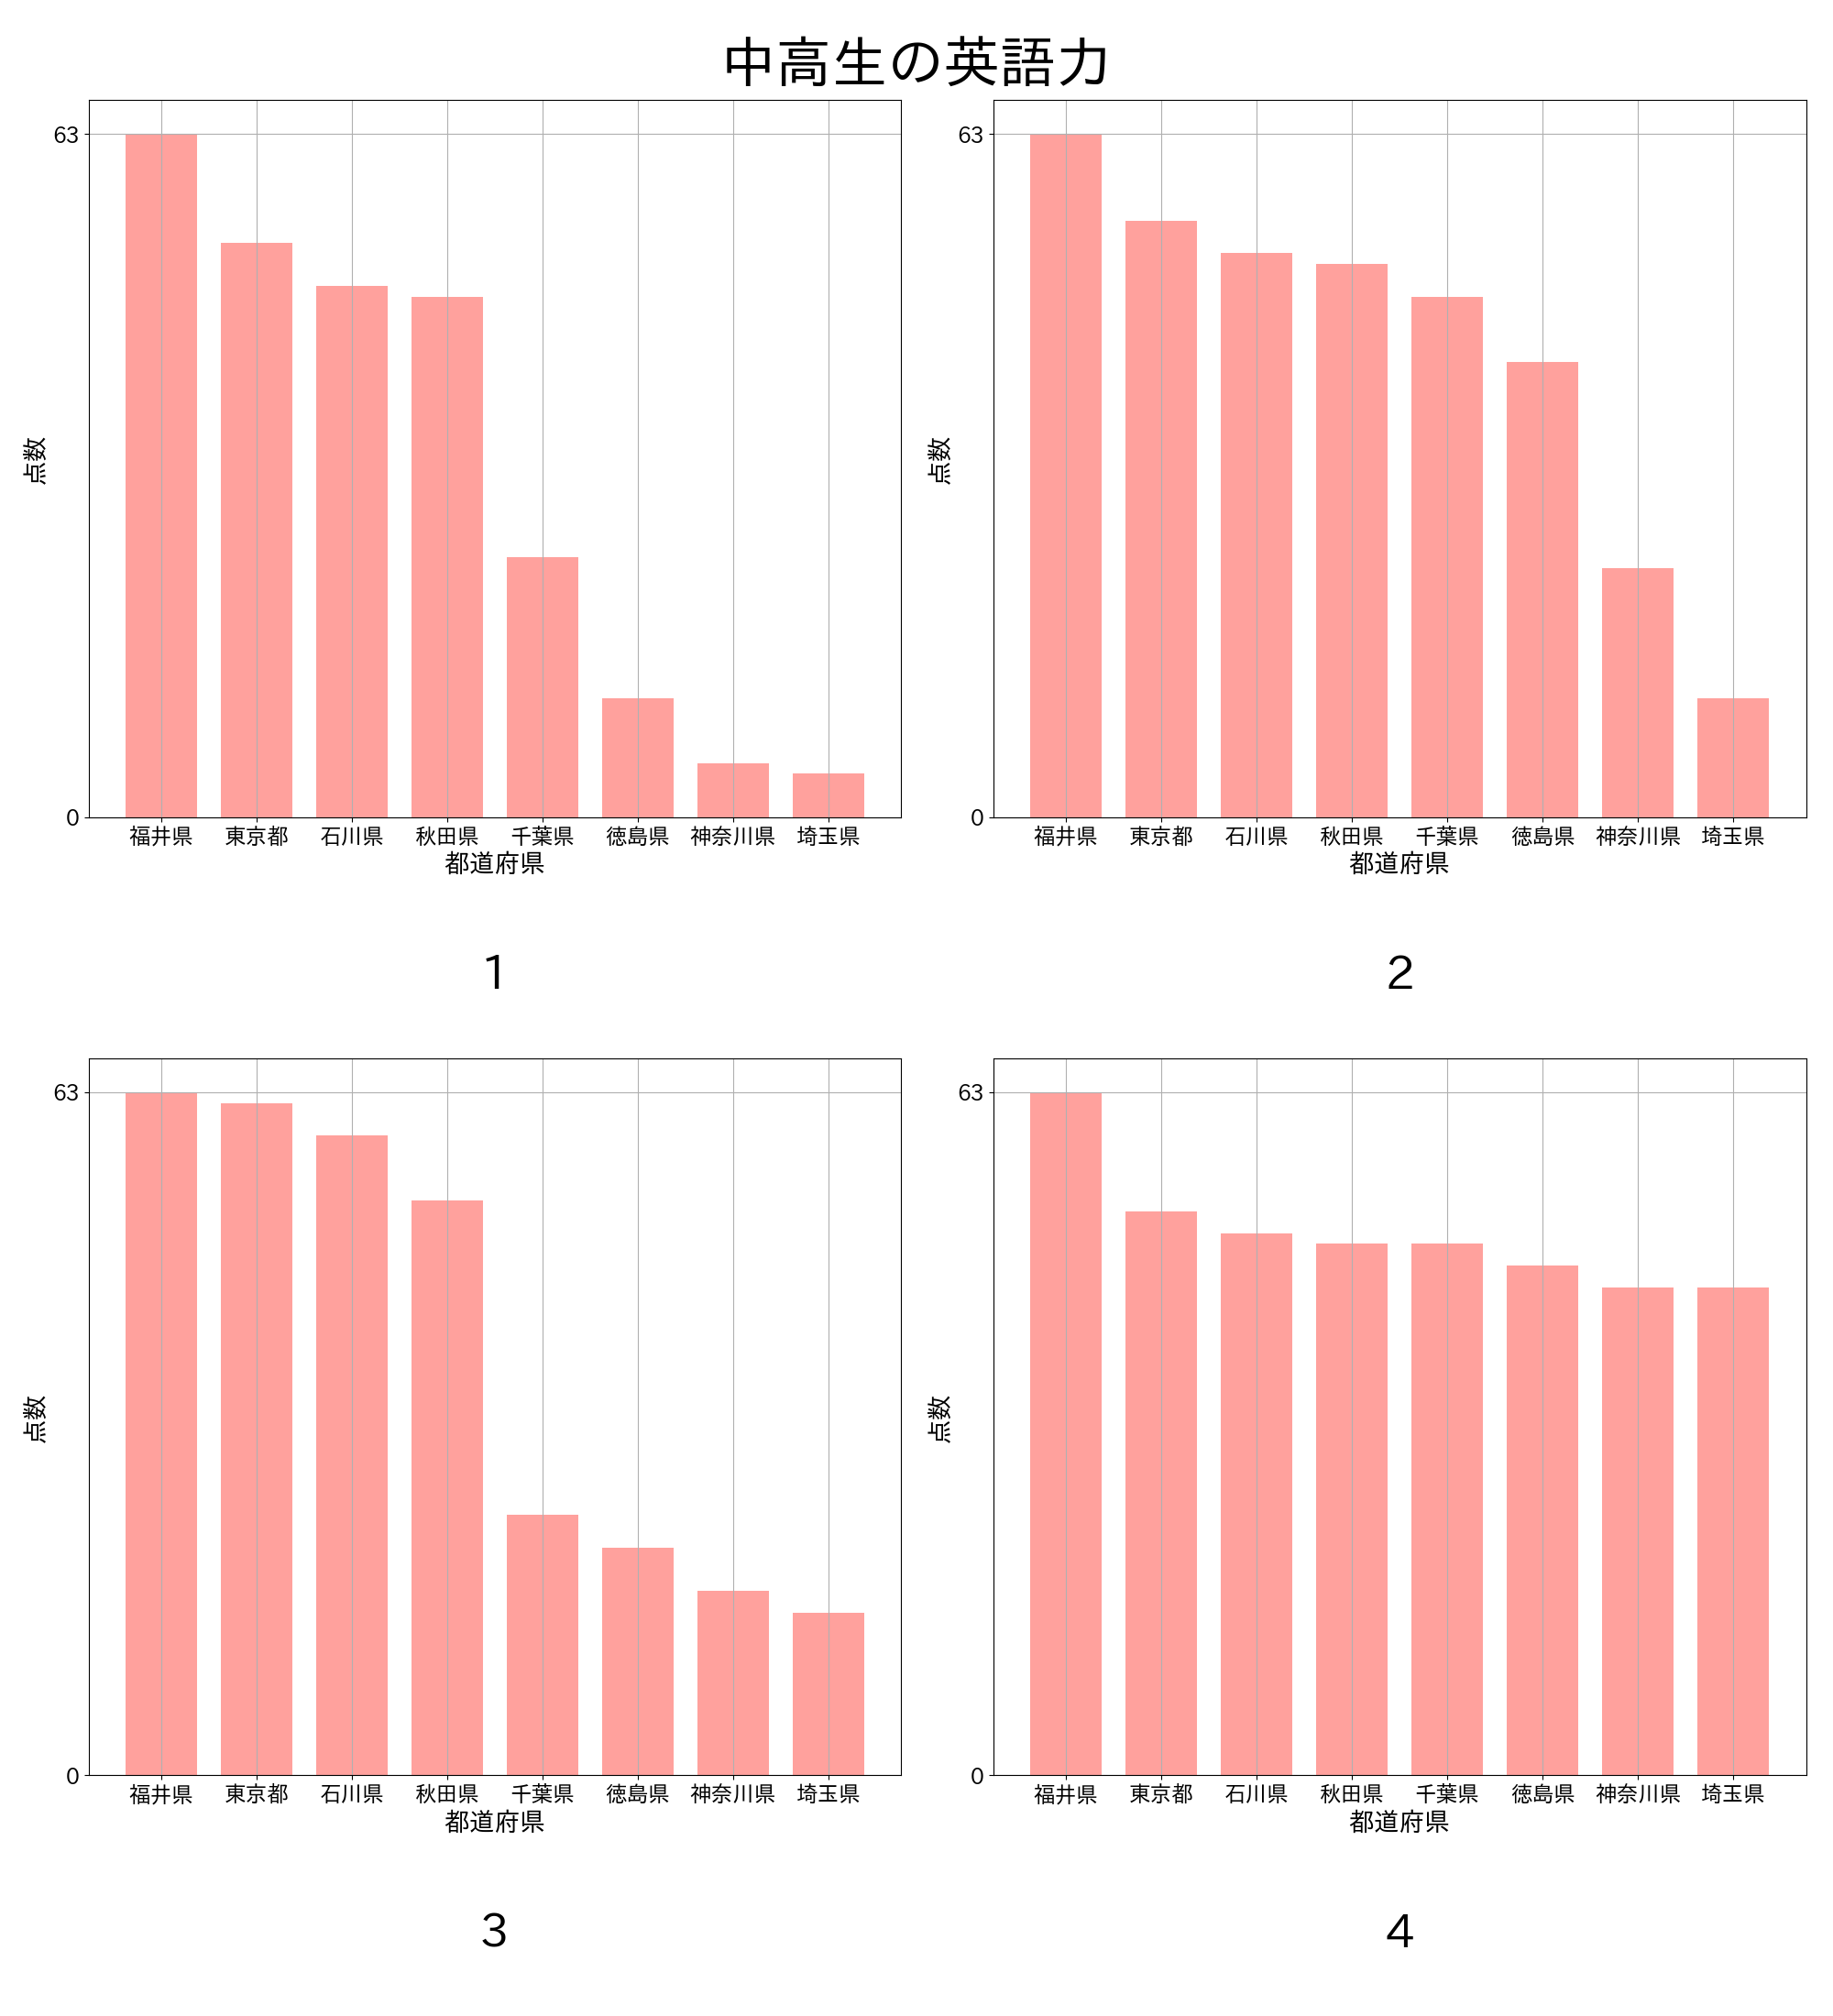 中高生の英語力
63
0
点数
福井県 東京都 石川県 秋田県 千葉県 徳島県 神奈川県 埼玉県
都道府県
1
63
0
点数
福井県 東京都 石川県 秋田県 千葉県 徳島県 神奈川県 埼玉県
都道府県
2
63
0
点数
福井県 東京都 石川県 秋田県 千葉県 徳島県 神奈川県 埼玉県
都道府県
3
63
0
点数
福井県 東京都 石川県 秋田県 千葉県 徳島県 神奈川県 埼玉県
都道府県
4